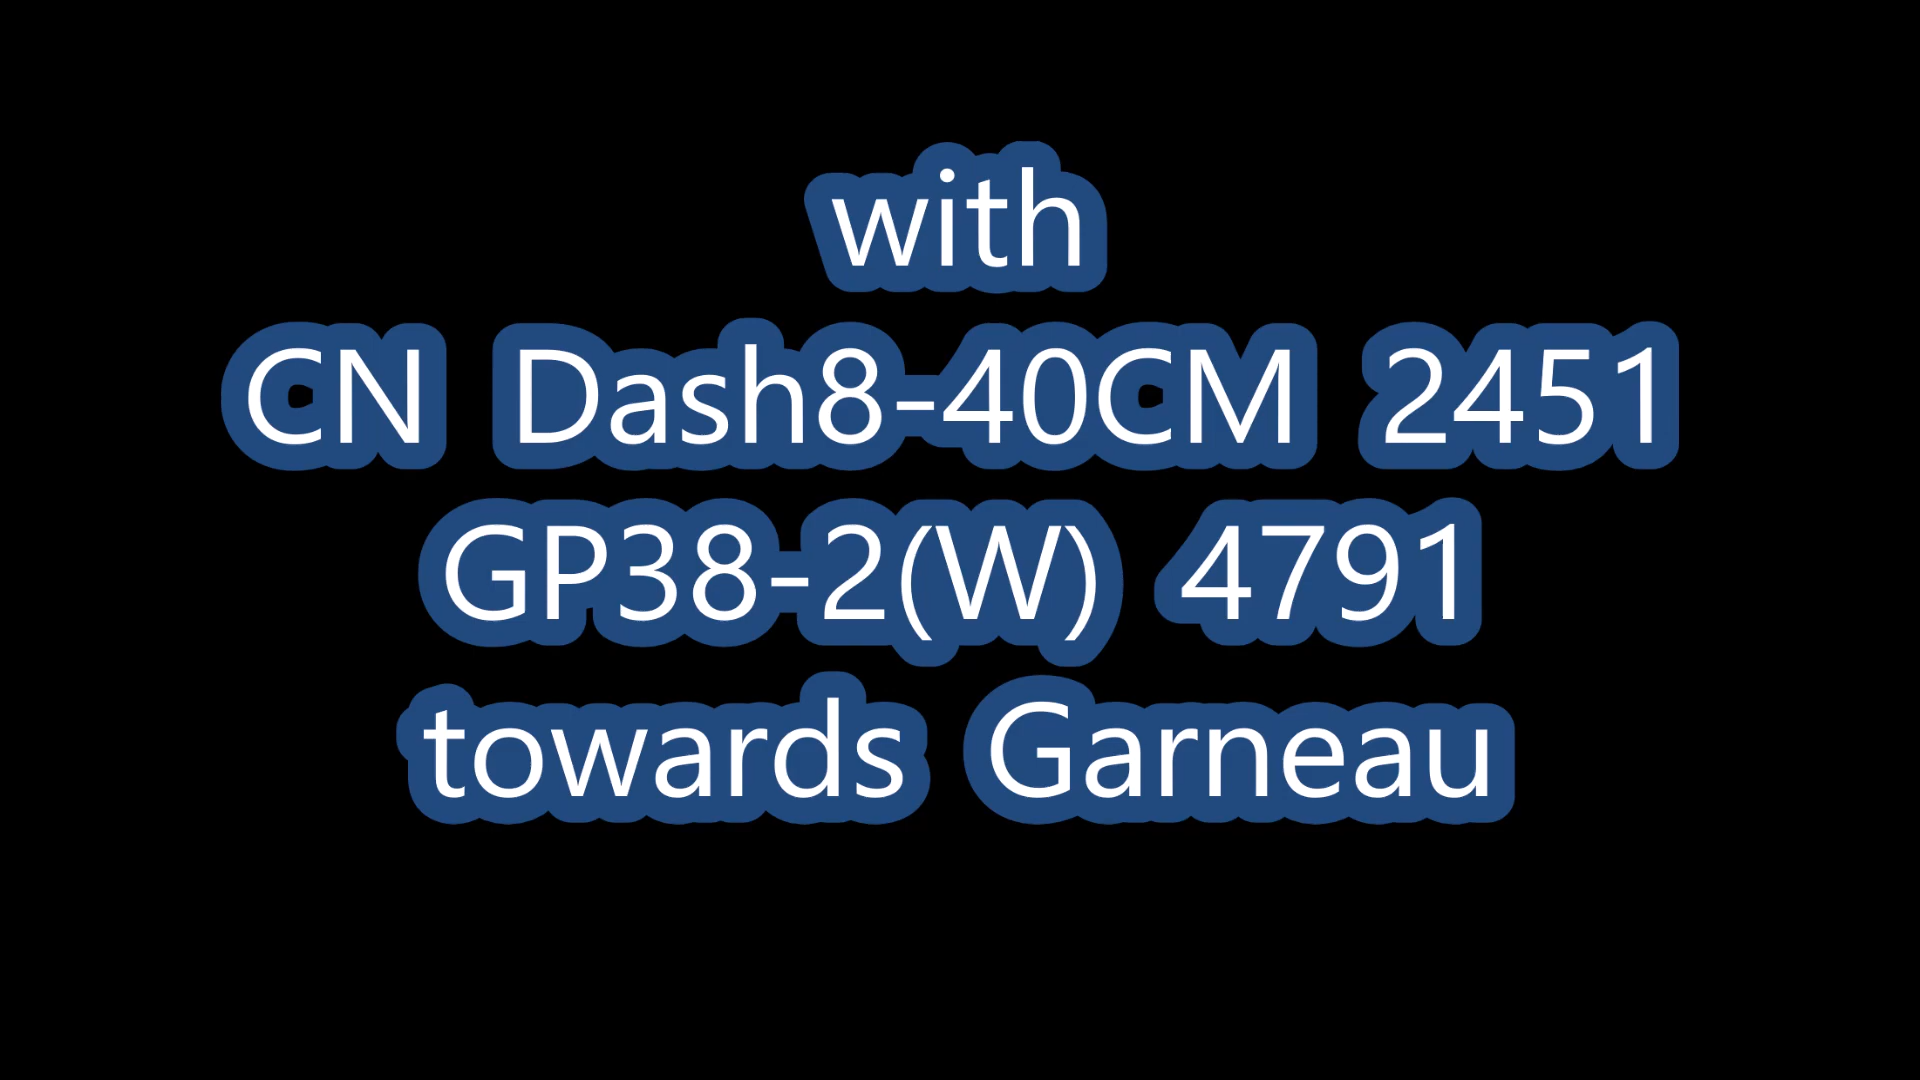 with
CN Dash8-40CM 2451
GP38-2(W) 4791
towards Garneau